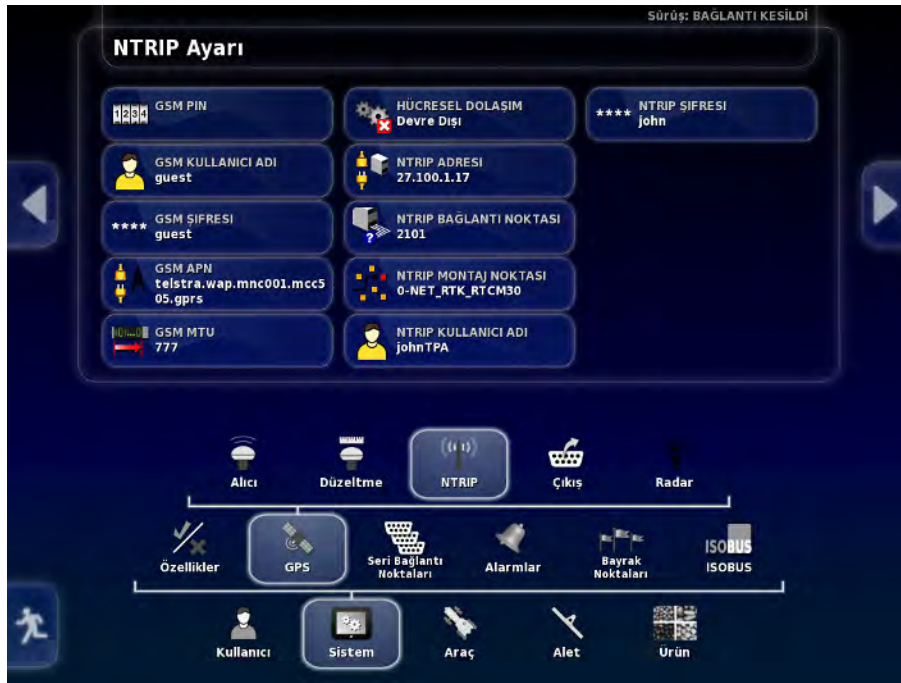 Sürüş: BAĞLANTI KESİLDİ
NTRIP Ayarı
1234
GSM PIN
HÜCRESEL DOLAŞIM
Devre Dışı
**** NTRIP ŞIFRESI
john
GSM KULLANICI ADI
guest
NTRIP ADRESI
27.100.1.17
**** GSM ŞIFRESI
guest
NTRIP BAĞLANTI NOKTASI
2101
GSM APN
telstra.wap.mnc001.mcc5
05.gprs
NTRIP MONTAJ NOKTASI
0-NET_RTK_RTCM30
GSM MTU
777
NTRIP KULLANICI ADI
johnTPA
Alıcı
Düzeltme
NTRIP
Çıkış
Radar
Özellikler
GPS
Seri Bağlantı
Noktaları
Alarmlar
Bayrak
Noktaları
ISOBUS
ISOBUS
Kullanıcı
Sistem
Araç
Alet
Ürün